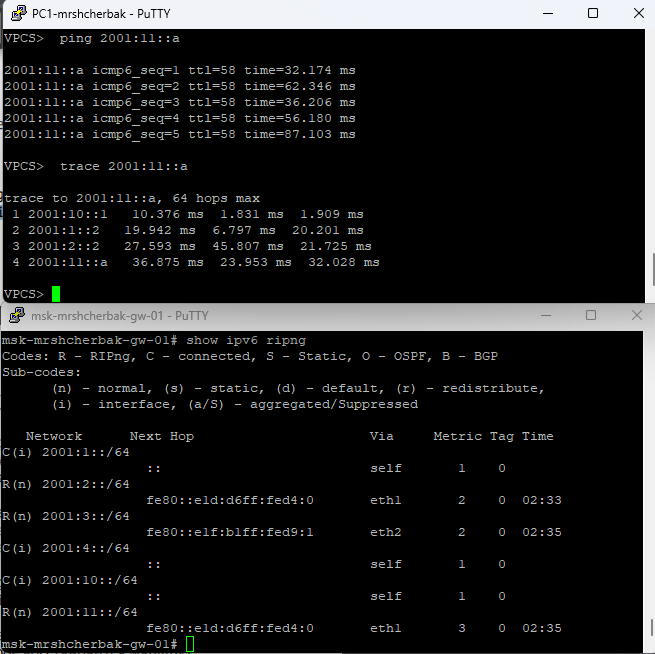 PC1-mrshcherbak - PuTTY
VPCS>  ping 2001:11::a
2001:11::a icmp6_seq=1 ttl=58 time=32.174 ms
2001:11::a icmp6_seq=2 ttl=58 time=62.346 ms
2001:11::a icmp6_seq=3 ttl=58 time=36.206 ms
2001:11::a icmp6_seq=4 ttl=58 time=56.180 ms
2001:11::a icmp6_seq=5 ttl=58 time=87.103 ms
VPCS>  trace 2001:11::a
trace to 2001:11::a, 64 hops max
 1 2001:10::1   10.376 ms  1.831 ms  1.909 ms
 2 2001:1::2   19.942 ms  6.797 ms  20.201 ms
 3 2001:2::2   27.593 ms  45.807 ms  21.725 ms
 4 2001:11::a   36.875 ms  23.953 ms  32.028 ms
VPCS>
msk-mrshcherbak-gw-01 - PuTTY
msk-mrshcherbak-gw-01# show ipv6 ripng
Codes: R - RIPng, C - connected, S - Static, O - OSPF, B - BGP
Sub-codes:
      (n) - normal, (s) - static, (d) - default, (r) - redistribute,
      (i) - interface, (a/S) - aggregated/Suppressed
   Network      Next Hop                      Via     Metric Tag Time
C(i) 2001:1::/64
                  ::                          self       1    0
R(n) 2001:2::/64
                  fe80::e1d:d6ff:fed4:0       eth1       2    0  02:33
R(n) 2001:3::/64
                  fe80::e1f:b1ff:fed9:1       eth2       2    0  02:35
C(i) 2001:4::/64
                  ::                          self       1    0
C(i) 2001:10::/64
                  ::                          self       1    0
R(n) 2001:11::/64
                  fe80::e1d:d6ff:fed4:0       eth1       3    0  02:35
msk-mrshcherbak-gw-01#